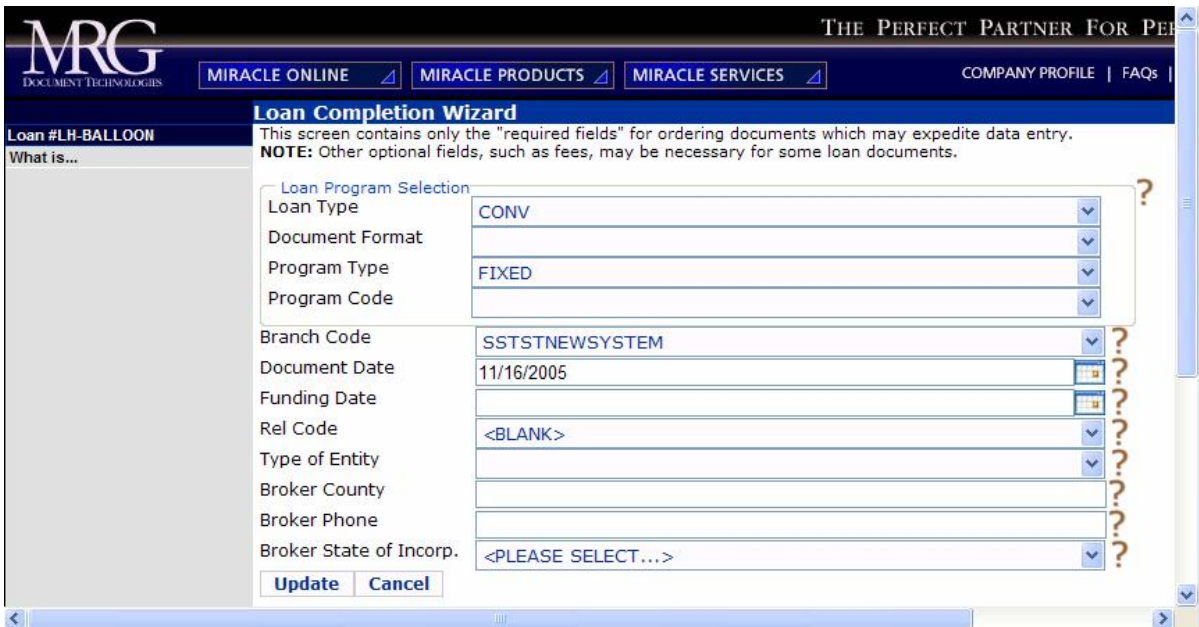 THE PERFECT PARTNER FOR
MRG
DOCUMENT TECHNOLOGIES
MIRACLE ONLINE
MIRACLE PRODUCTS
MIRACLE SERVICES
COMPANY PROFILE | FAQs |
Loan #LH-BALLOON
What is...
Loan Completion Wizard
This screen contains only the "required fields" for ordering documents which may expedite data entry.
NOTE: Other optional fields, such as fees, may be necessary for some loan documents.
Loan Program Selection
?
Loan Type CONV
Document Format
Program Type FIXED
Program Code
Branch Code SSTSTNEWSYSTEM ?
Document Date 11/16/2005 ?
Funding Date ?
Rel Code <BLANK> ?
Type of Entity ?
Broker County ?
Broker Phone ?
Broker State of Incorp. <PLEASE SELECT...> ?
Update Cancel